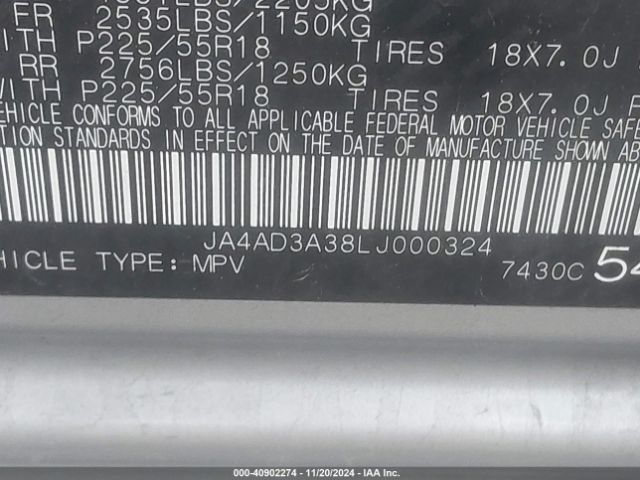 FR 2535LBS/1150KG
WITH P225/55R18 TIRES 18X7.0J
RR 2756LBS/1250KG
WITH P225/55R18 TIRES 18X7.0J
VEHICLE CONFORMS TO ALL APPLICABLE FEDERAL MOTOR VEHICLE
STANDARDS IN EFFECT ON THE DATE OF MANUFACTURE SHOWN
JA4AD3A38LJ000324
VEHICLE TYPE: MPV
7430C 54
000-40902274 - 11/20/2024 - IAA Inc.